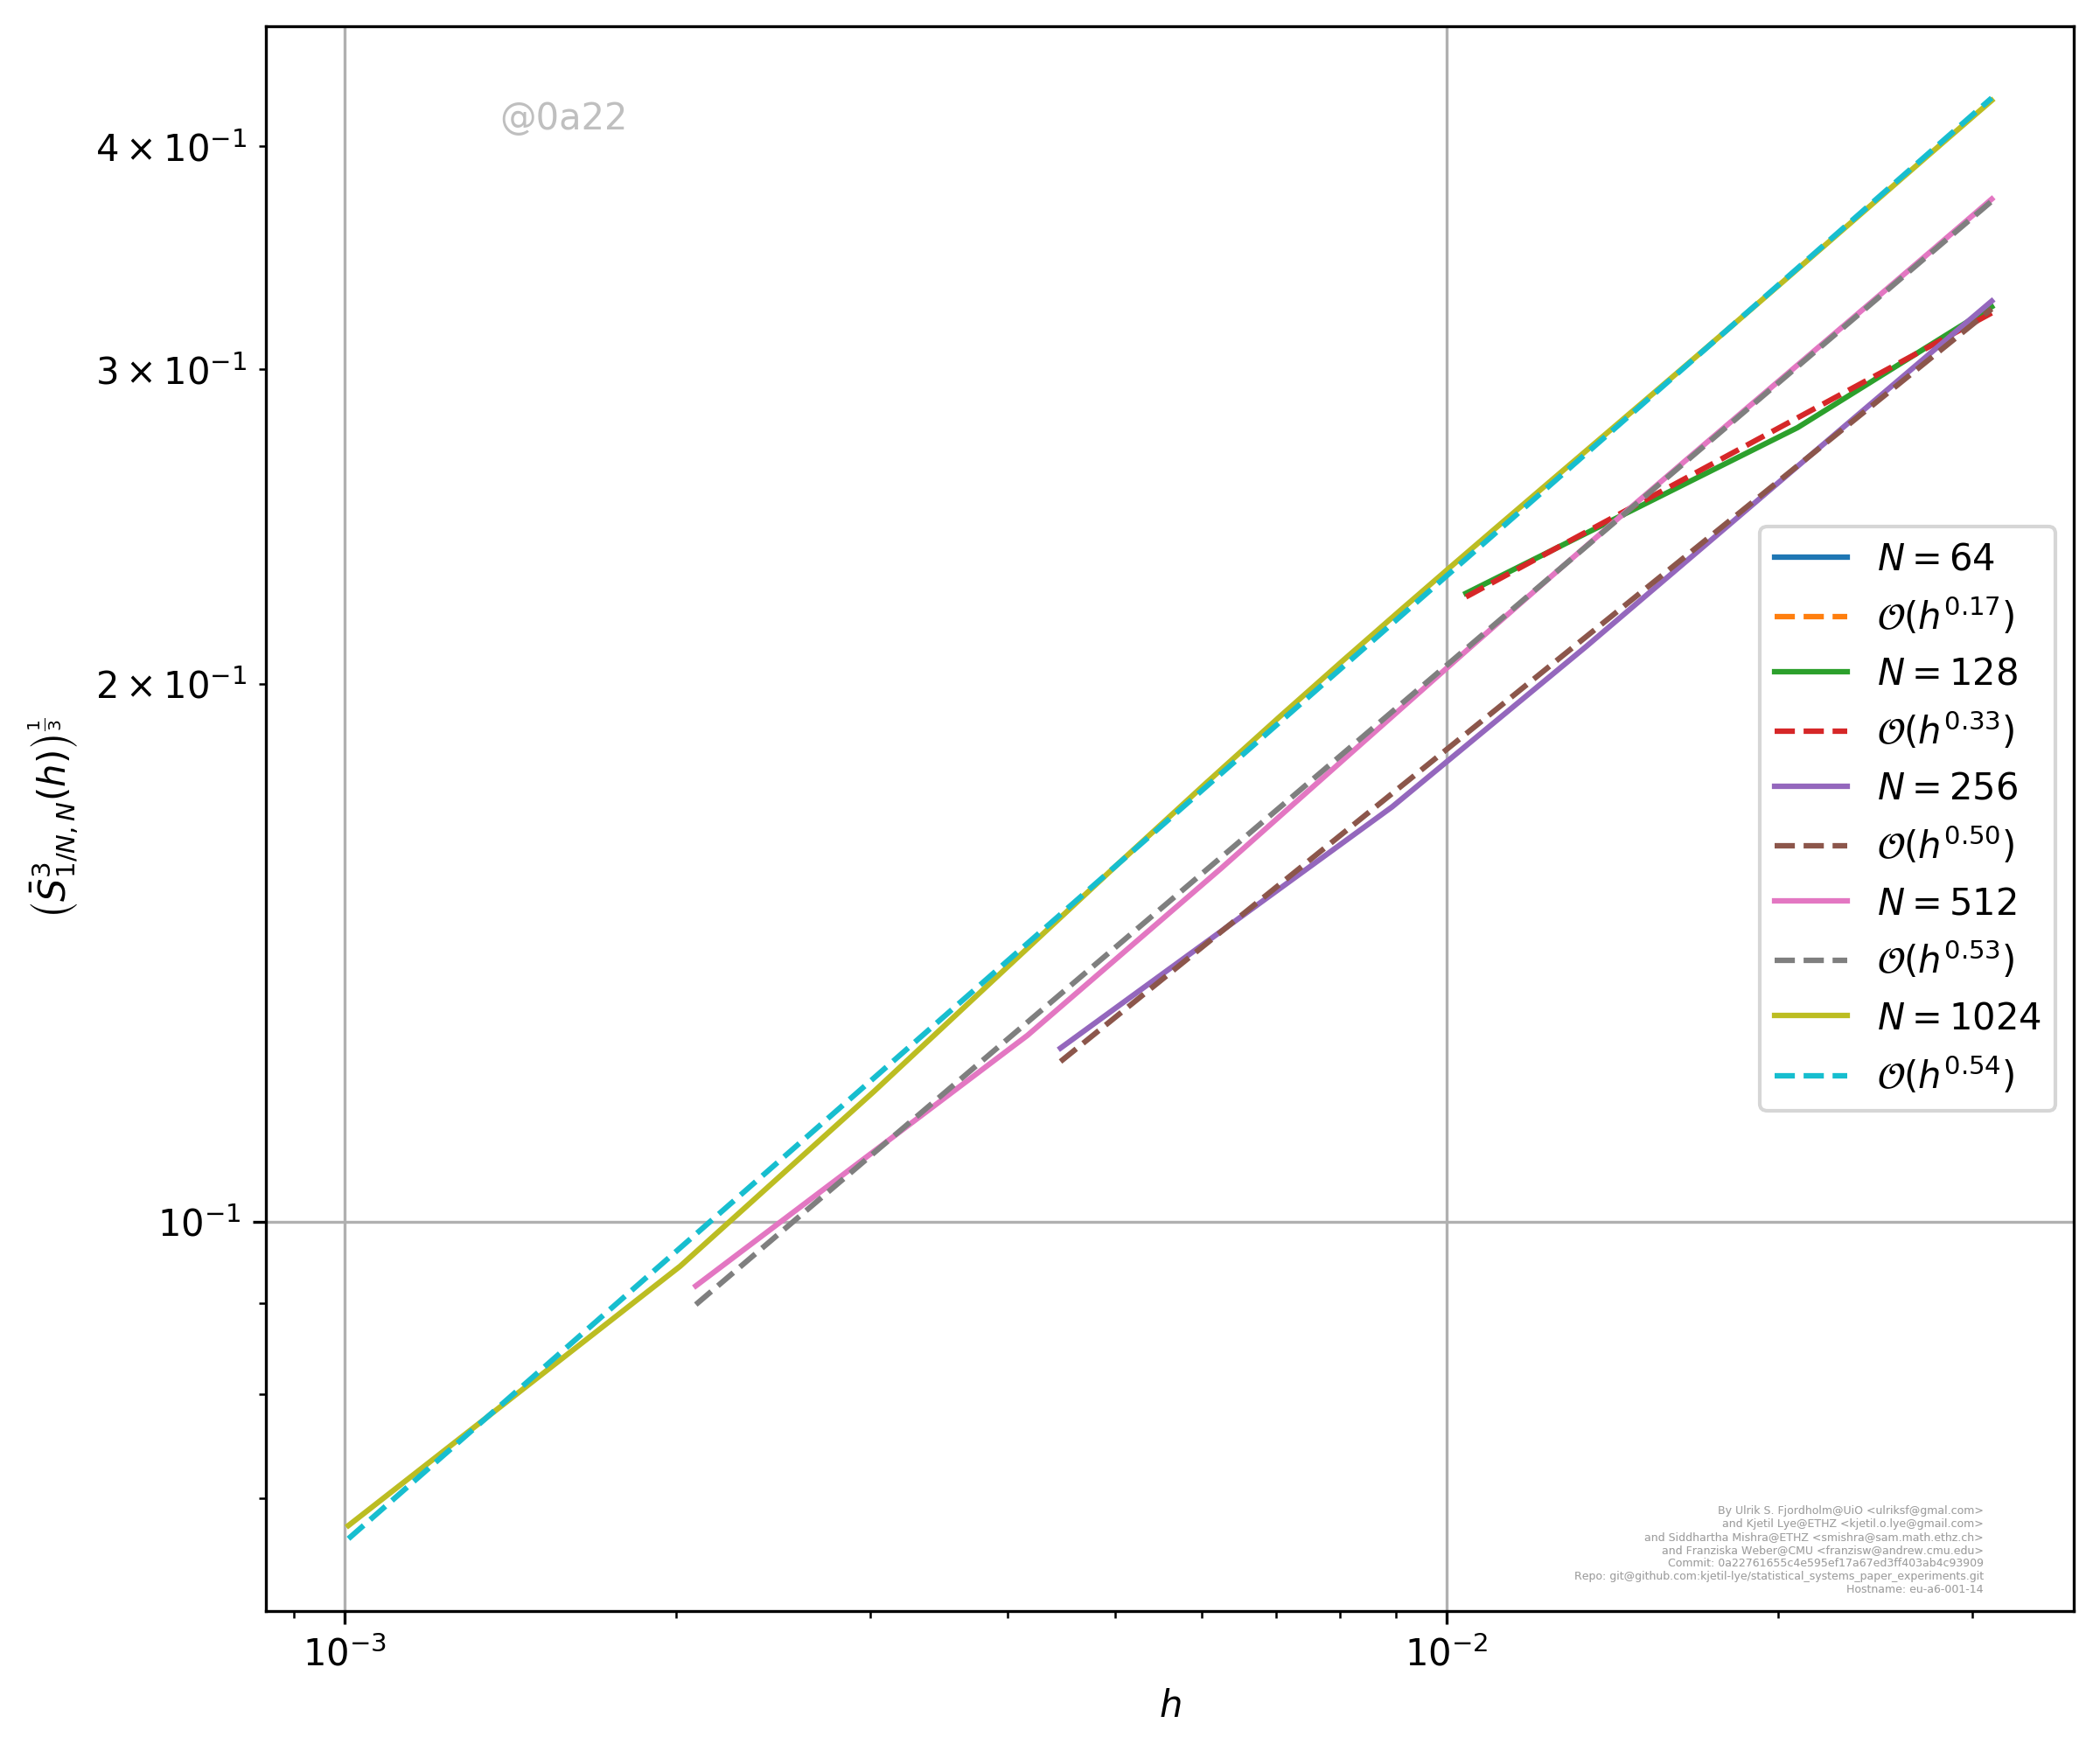 @0a22
4 × 10⁻¹
3 × 10⁻¹
2 × 10⁻¹
10⁻¹
(S̄³₁/N,N(h))^(1/3)
N = 64
𝒪(h^0.17)
N = 128
𝒪(h^0.33)
N = 256
𝒪(h^0.50)
N = 512
𝒪(h^0.53)
N = 1024
𝒪(h^0.54)
By Ulrik S. Fjordholm@UiO <ulriksf@gmal.com>
and Kjetil Lye@ETHZ <kjetil.o.lye@gmail.com>
and Siddhartha Mishra@ETHZ <smishra@sam.math.ethz.ch>
and Franziska Weber@CMU <franzisw@andrew.cmu.edu>
Commit: 0a22761655c4e595ef17a67ed3ff403ab4c93909
Repo: git@github.com:kjetil-lye/statistical_systems_paper_experiments.git
Hostname: eu-a6-001-14
10⁻³
10⁻²
h